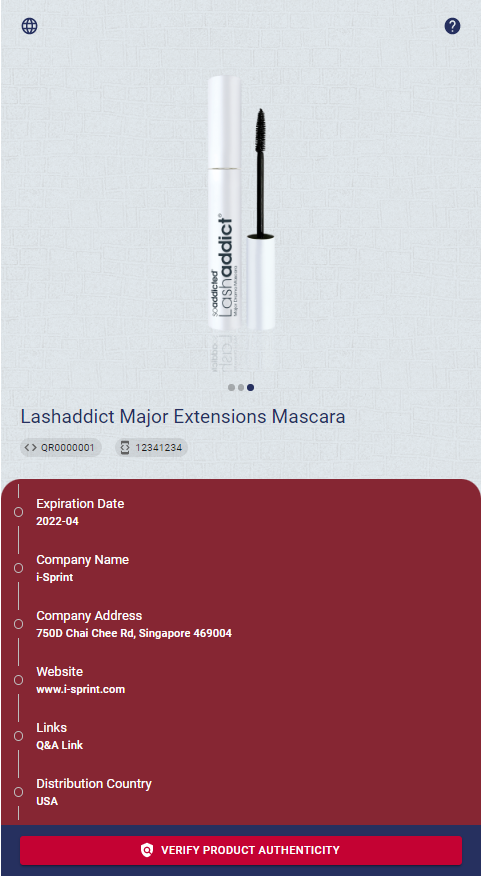 soaddicted®
Lashaddict®
Lashaddict Major Extensions Mascara
QR0000001
12341234
Expiration Date
2022-04
Company Name
i-Sprint
Company Address
750D Chai Chee Rd, Singapore 469004
Website
www.i-sprint.com
Links
Q&A Link
Distribution Country
USA
VERIFY PRODUCT AUTHENTICITY